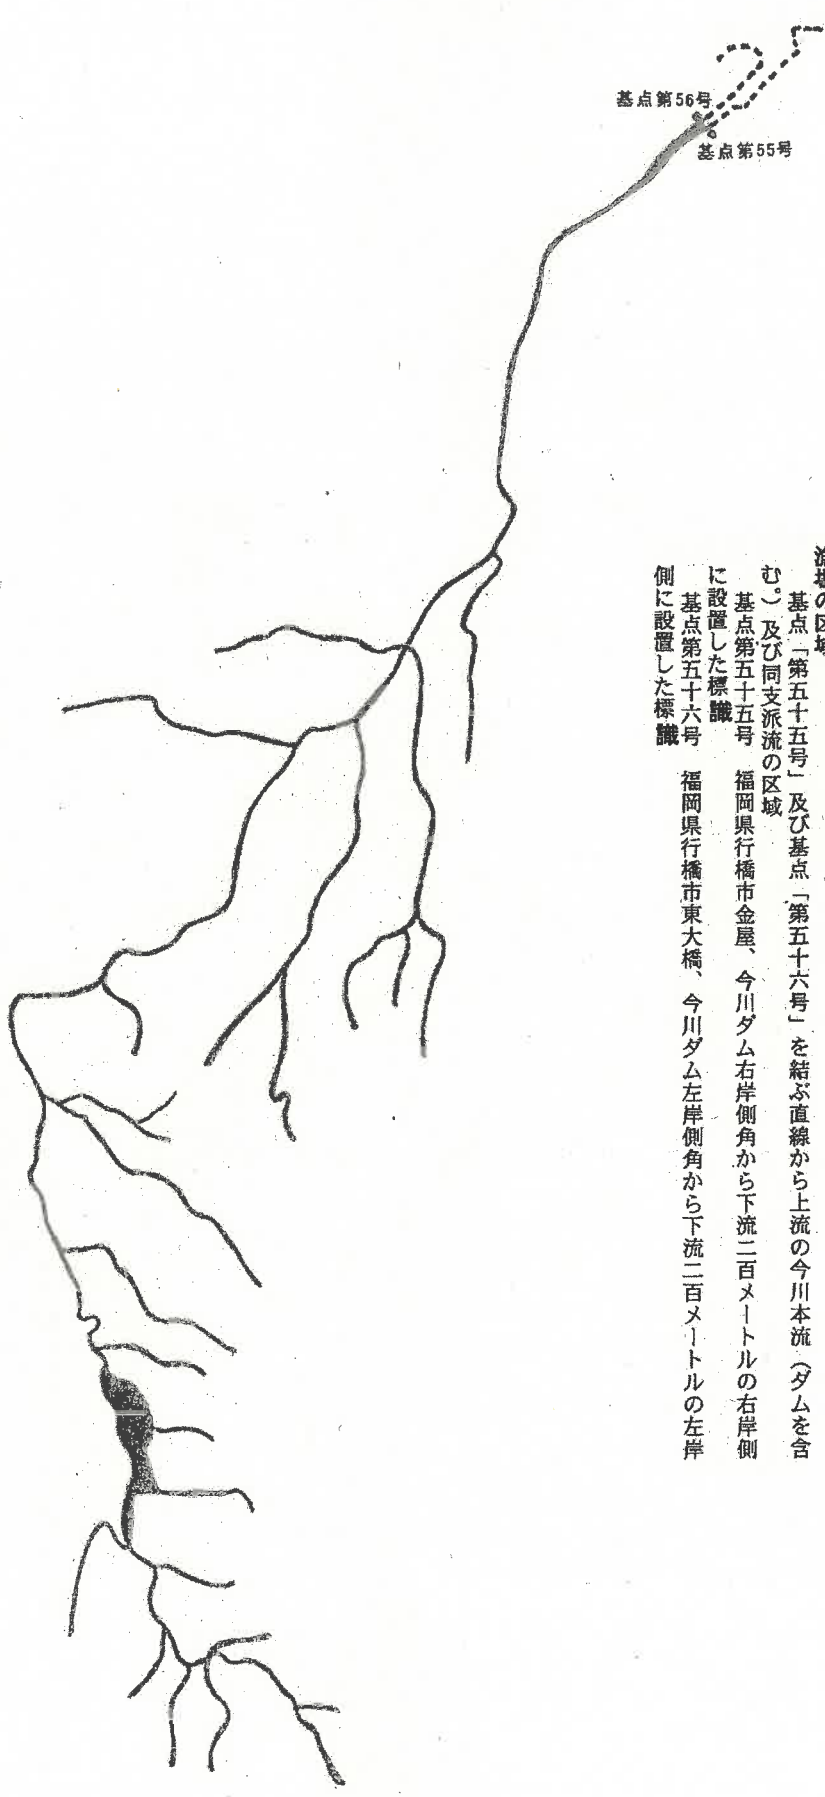 基点第56号
基点第55号
漁場の区域
基点「第五十五号」及び基点「第五十六号」を結ぶ直線から上流の今川本流（ダムを含
む。）及び同支派流の区域
基点第五十五号　福岡県行橋市金屋、今川ダム右岸側角から下流二百メートルの右岸側
に設置した標識
基点第五十六号　福岡県行橋市東大橋、今川ダム左岸側角から下流二百メートルの左岸
側に設置した標識